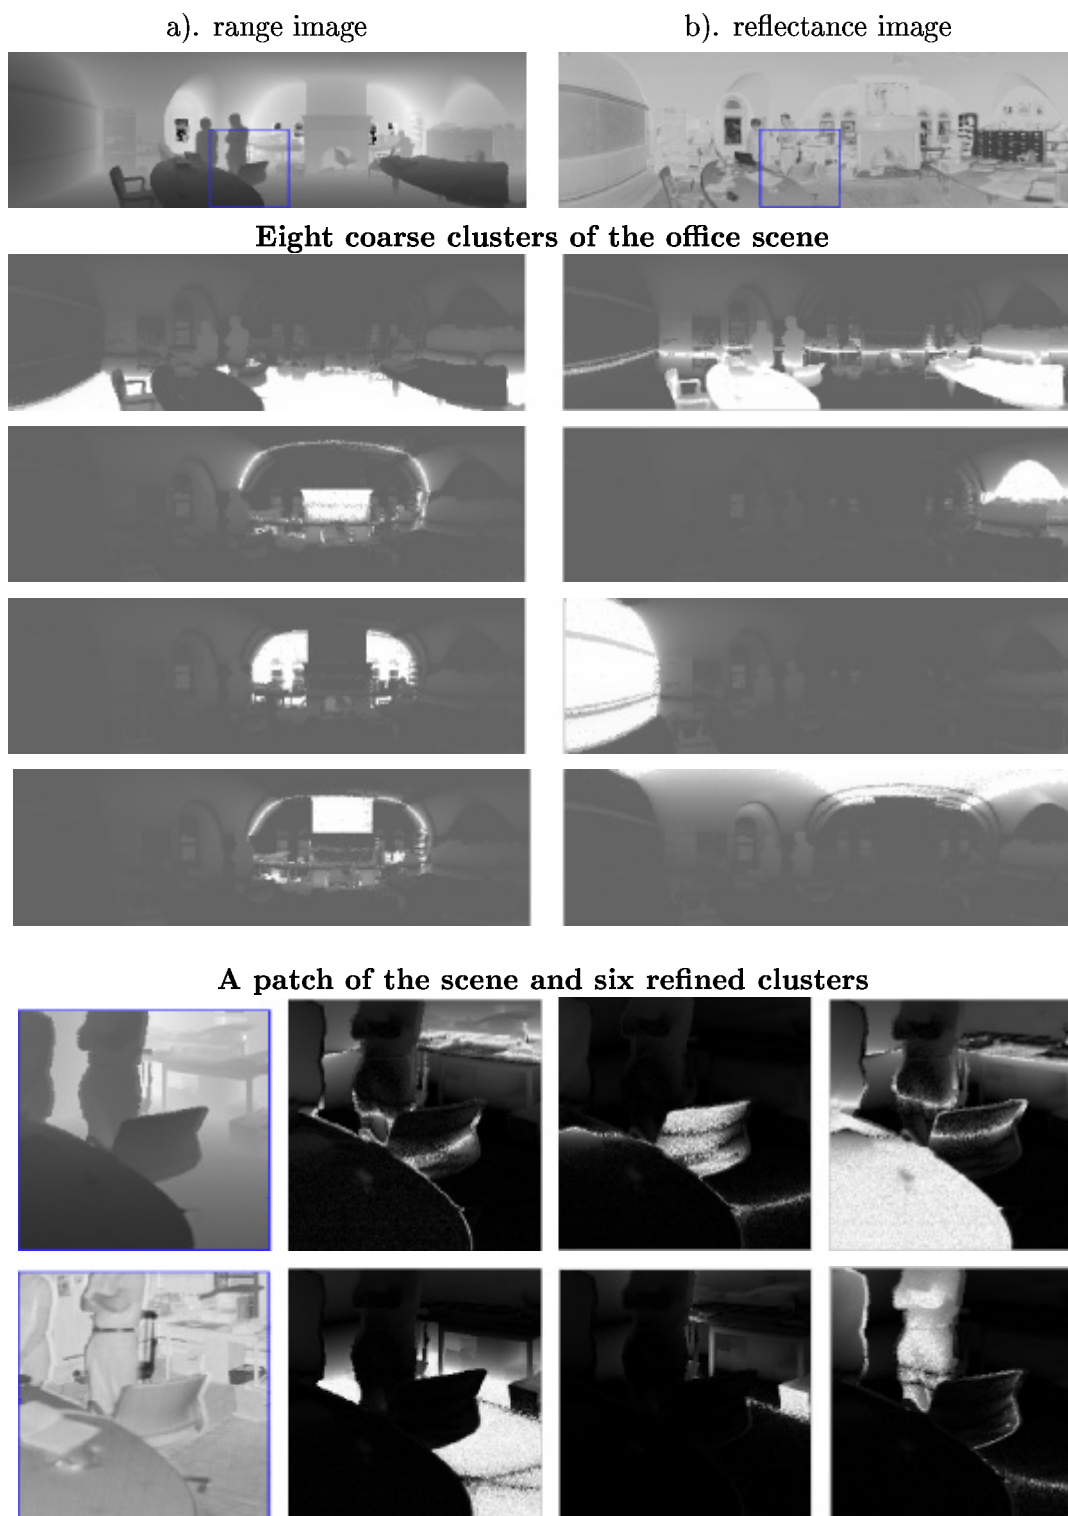 a). range image
b). reflectance image
Eight coarse clusters of the office scene
A patch of the scene and six refined clusters